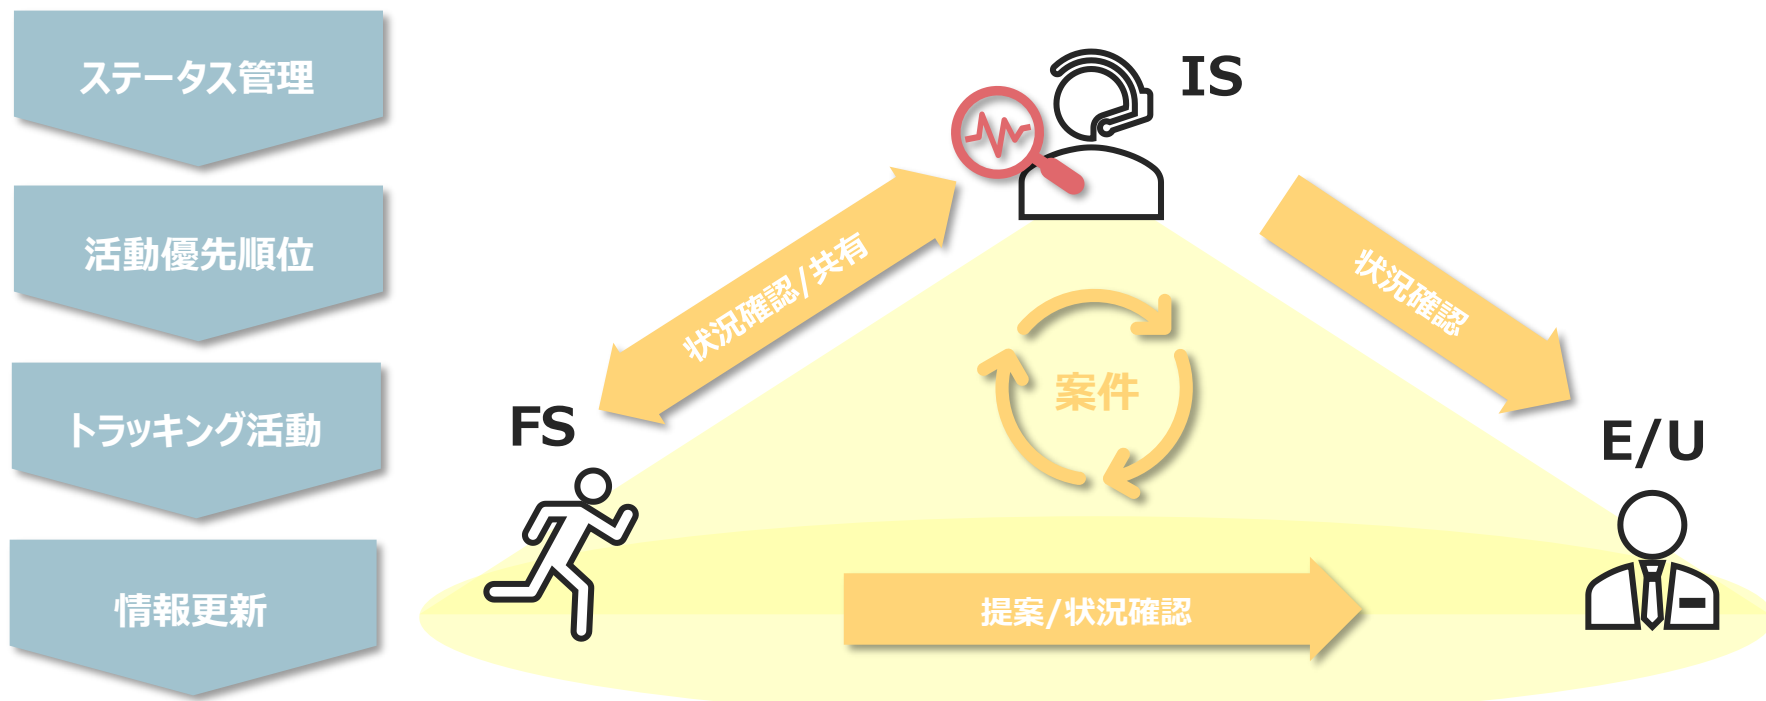 ステータス管理
活動優先順位
トラッキング活動
情報更新
IS
状況確認/共有
状況確認
案件
FS
E/U
提案/状況確認